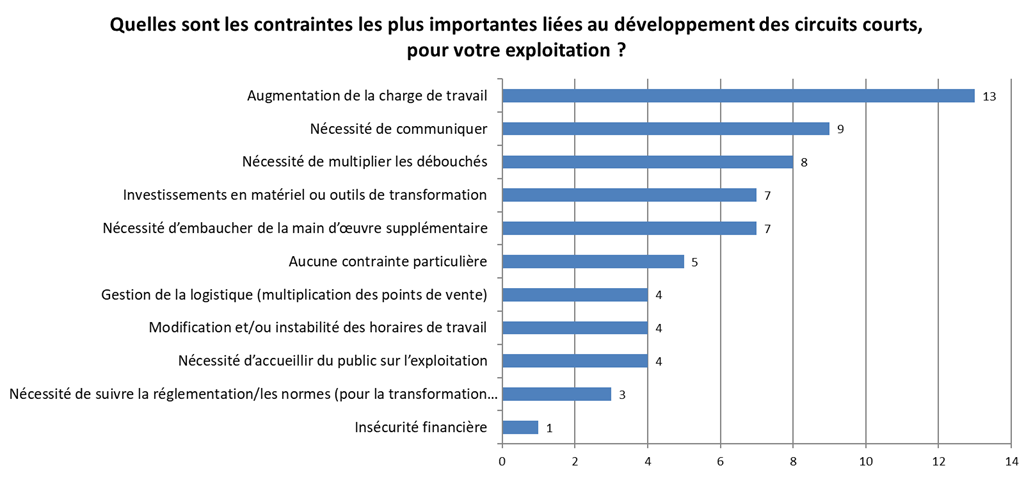 Quelles sont les contraintes les plus importantes liées au développement des circuits courts,
pour votre exploitation ?
Augmentation de la charge de travail 13
Nécessité de communiquer 9
Nécessité de multiplier les débouchés 8
Investissements en matériel ou outils de transformation 7
Nécessité d’embaucher de la main d’œuvre supplémentaire 7
Aucune contrainte particulière 5
Gestion de la logistique (multiplication des points de vente) 4
Modification et/ou instabilité des horaires de travail 4
Nécessité d’accueillir du public sur l’exploitation 4
Nécessité de suivre la réglementation/les normes (pour la transformation... 3
Insécurité financière 1
0 2 4 6 8 10 12 14